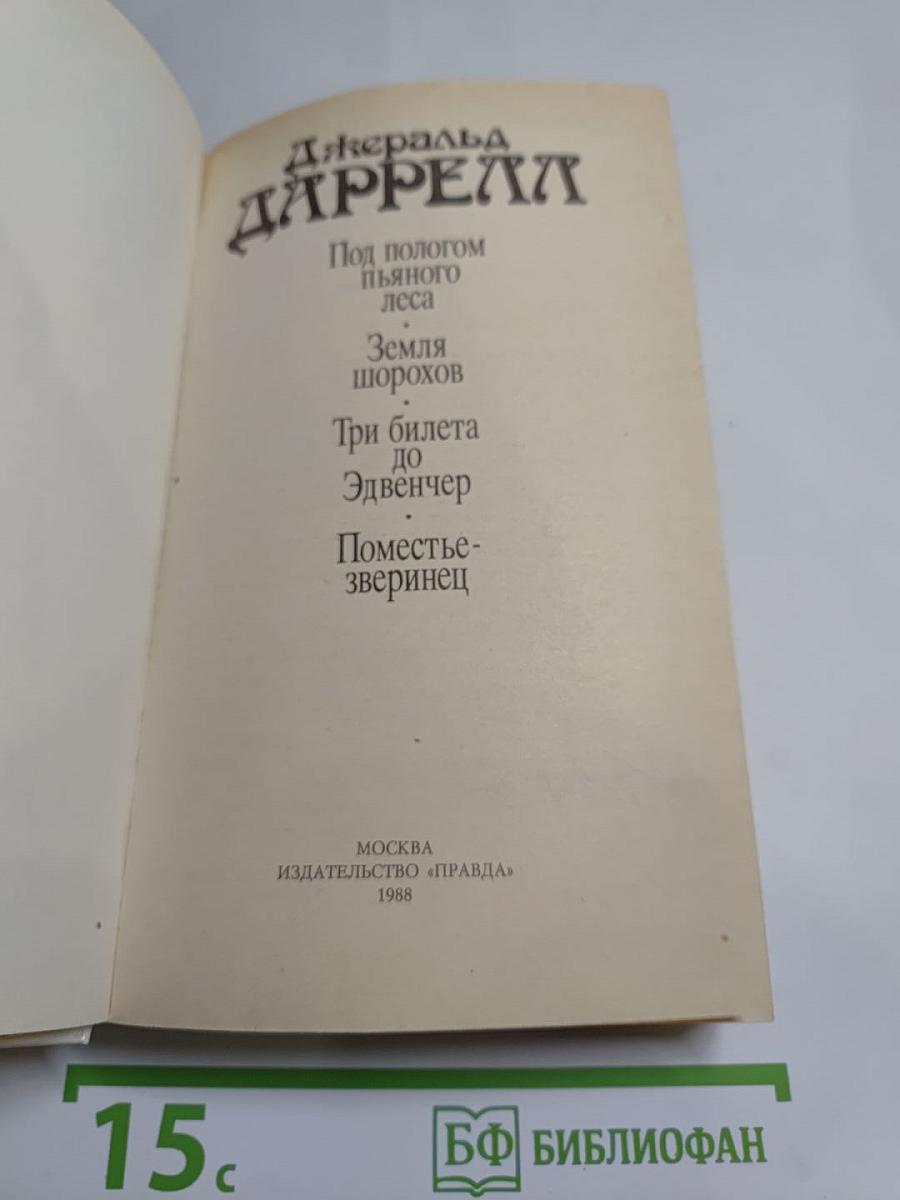 Джеральд
ДАРРЕЛЛ
Под пологом
пьяного
леса
•
Земля
шорохов
•
Три билета
до
Эдвенчер
•
Поместье-
зверинец
МОСКВА
ИЗДАТЕЛЬСТВО «ПРАВДА»
1988
15 с
БФ БИБЛИОФАН